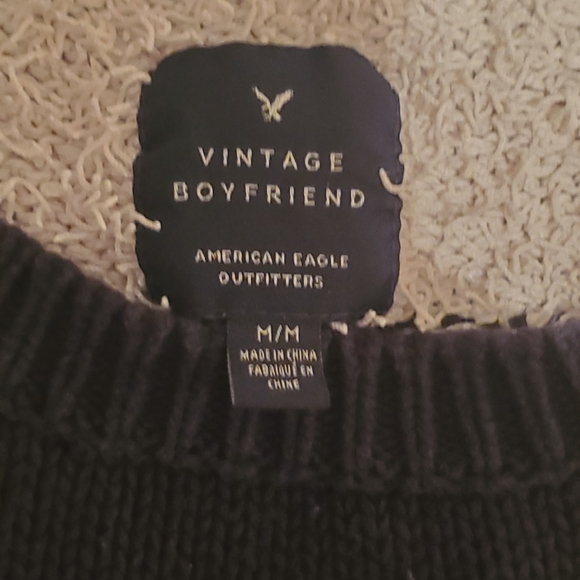 VINTAGE
BOYFRIEND
AMERICAN EAGLE
OUTFITTERS
M/M
MADE IN CHINA
FABRIQUÉ EN
CHINE